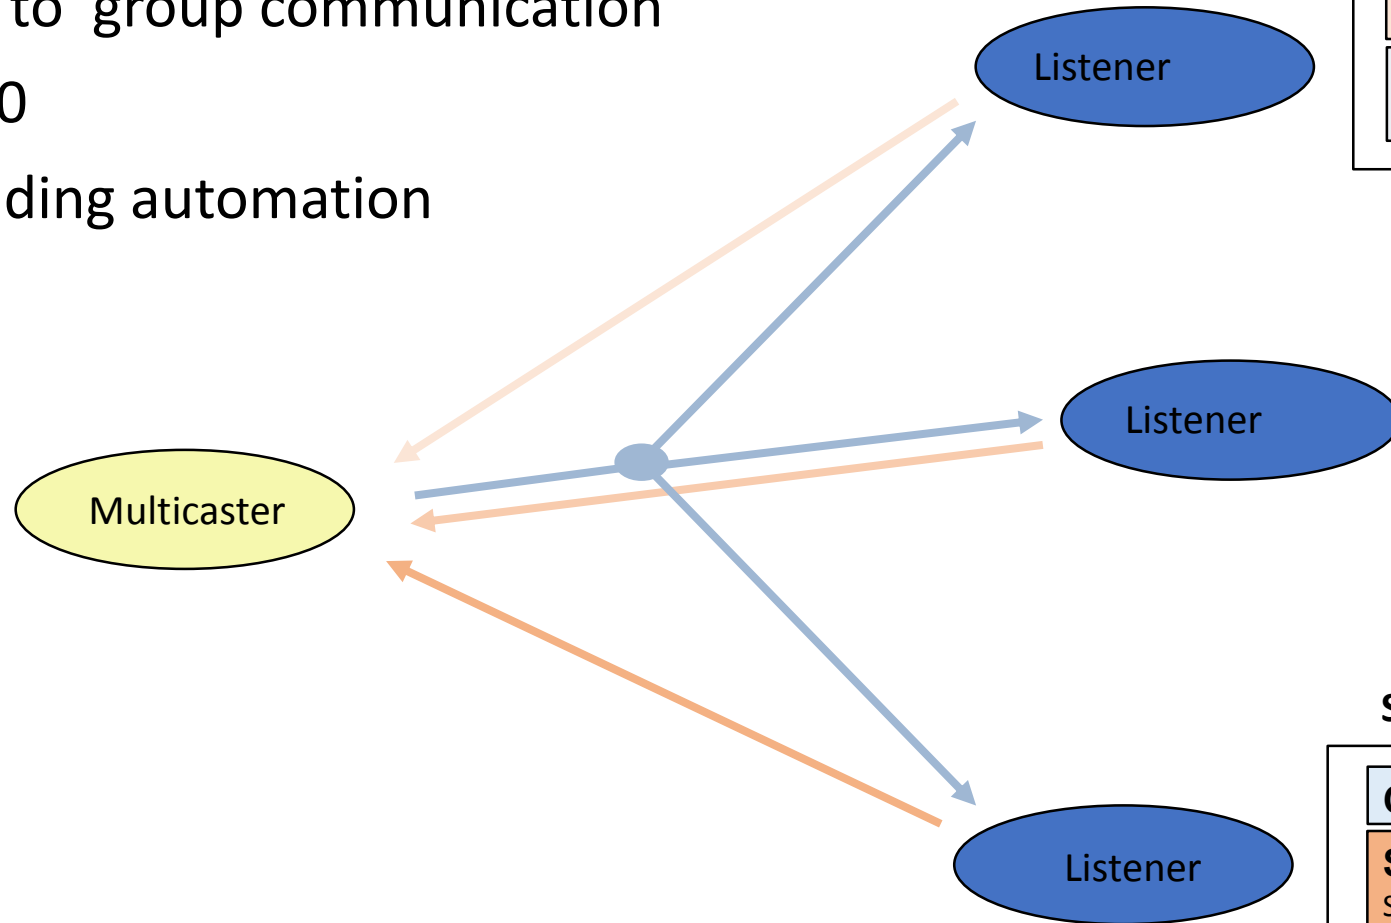 to group communication
Listener
0
ding automation
Listener
Multicaster
Listener